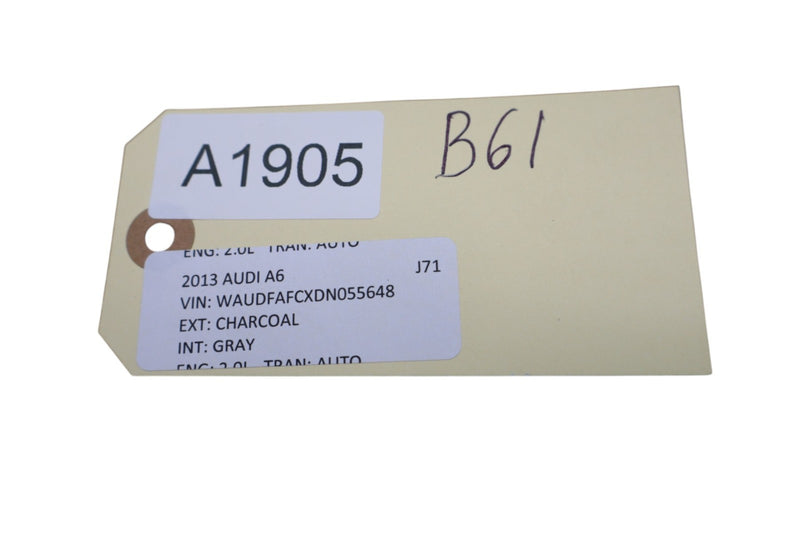 A1905
B61
ENG: 2.0L TRAN: AUTO
2013 AUDI A6 J71
VIN: WAUDFAFCXDN055648
EXT: CHARCOAL
INT: GRAY
ENG: 2.0L TRAN: AUTO